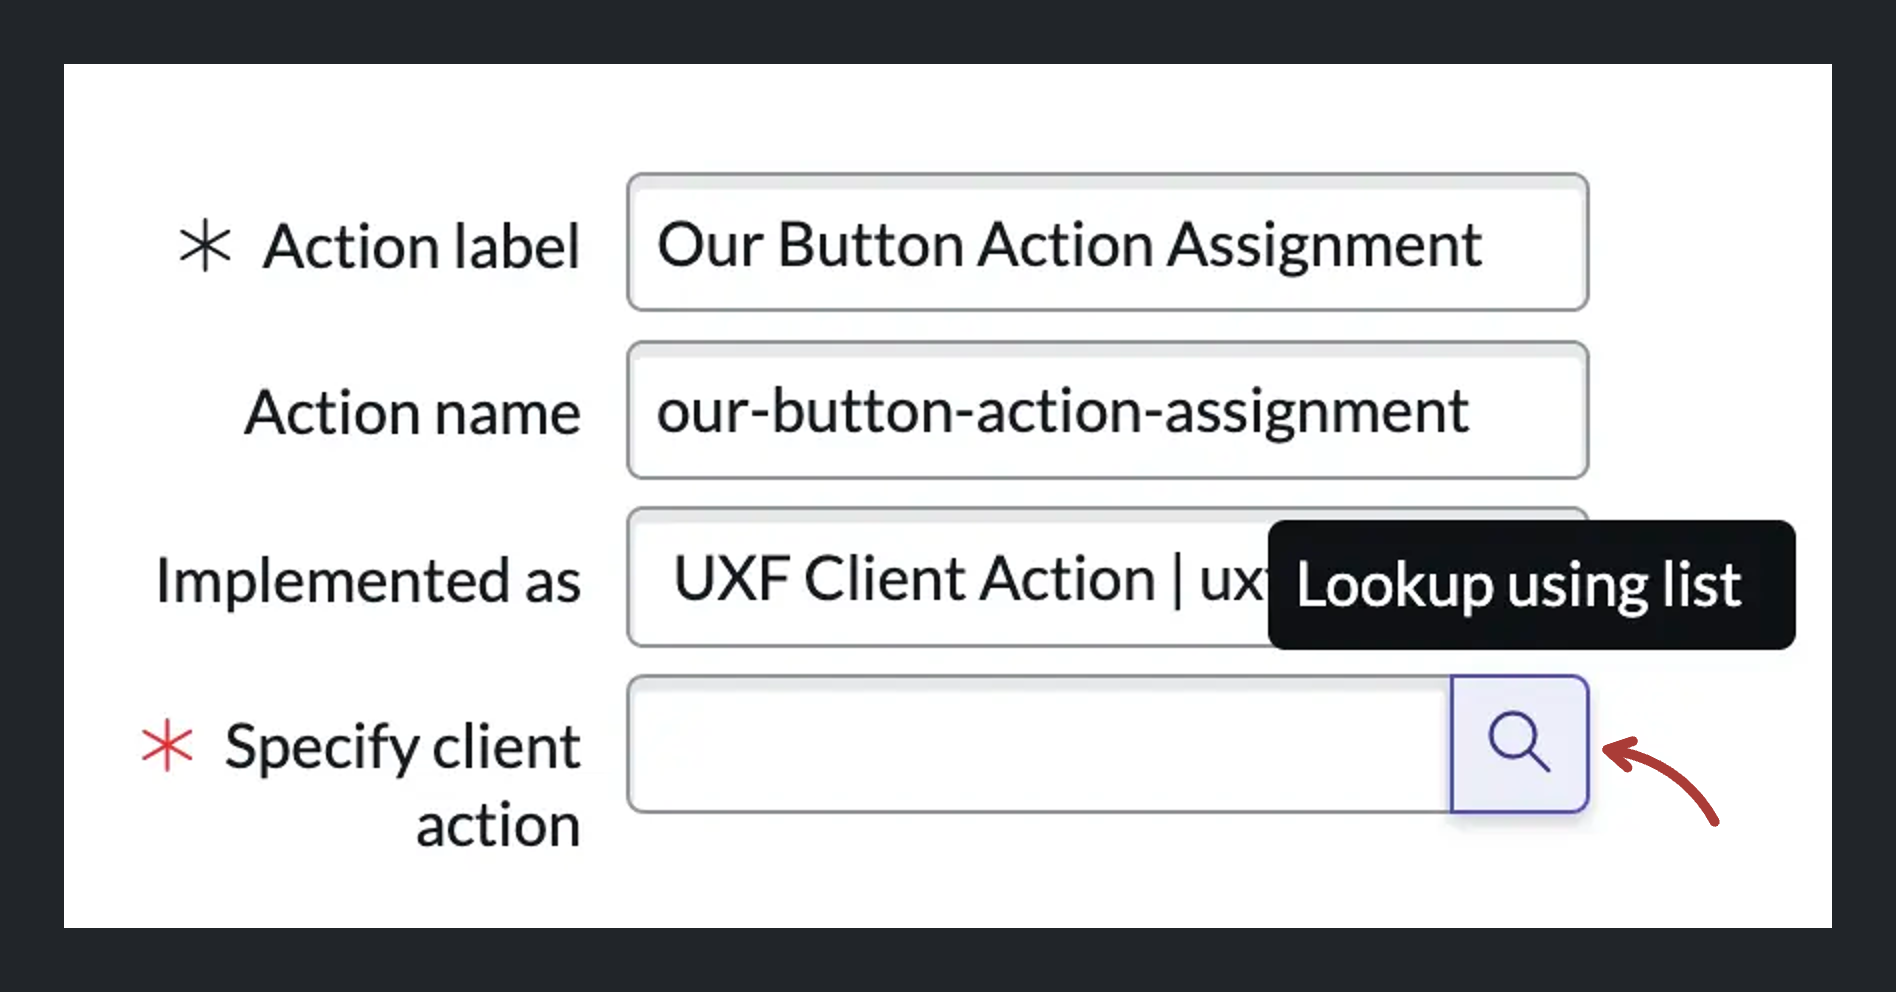 * Action label
Our Button Action Assignment
Action name
our-button-action-assignment
Implemented as
UXF Client Action |
Lookup using list
* Specify client
action